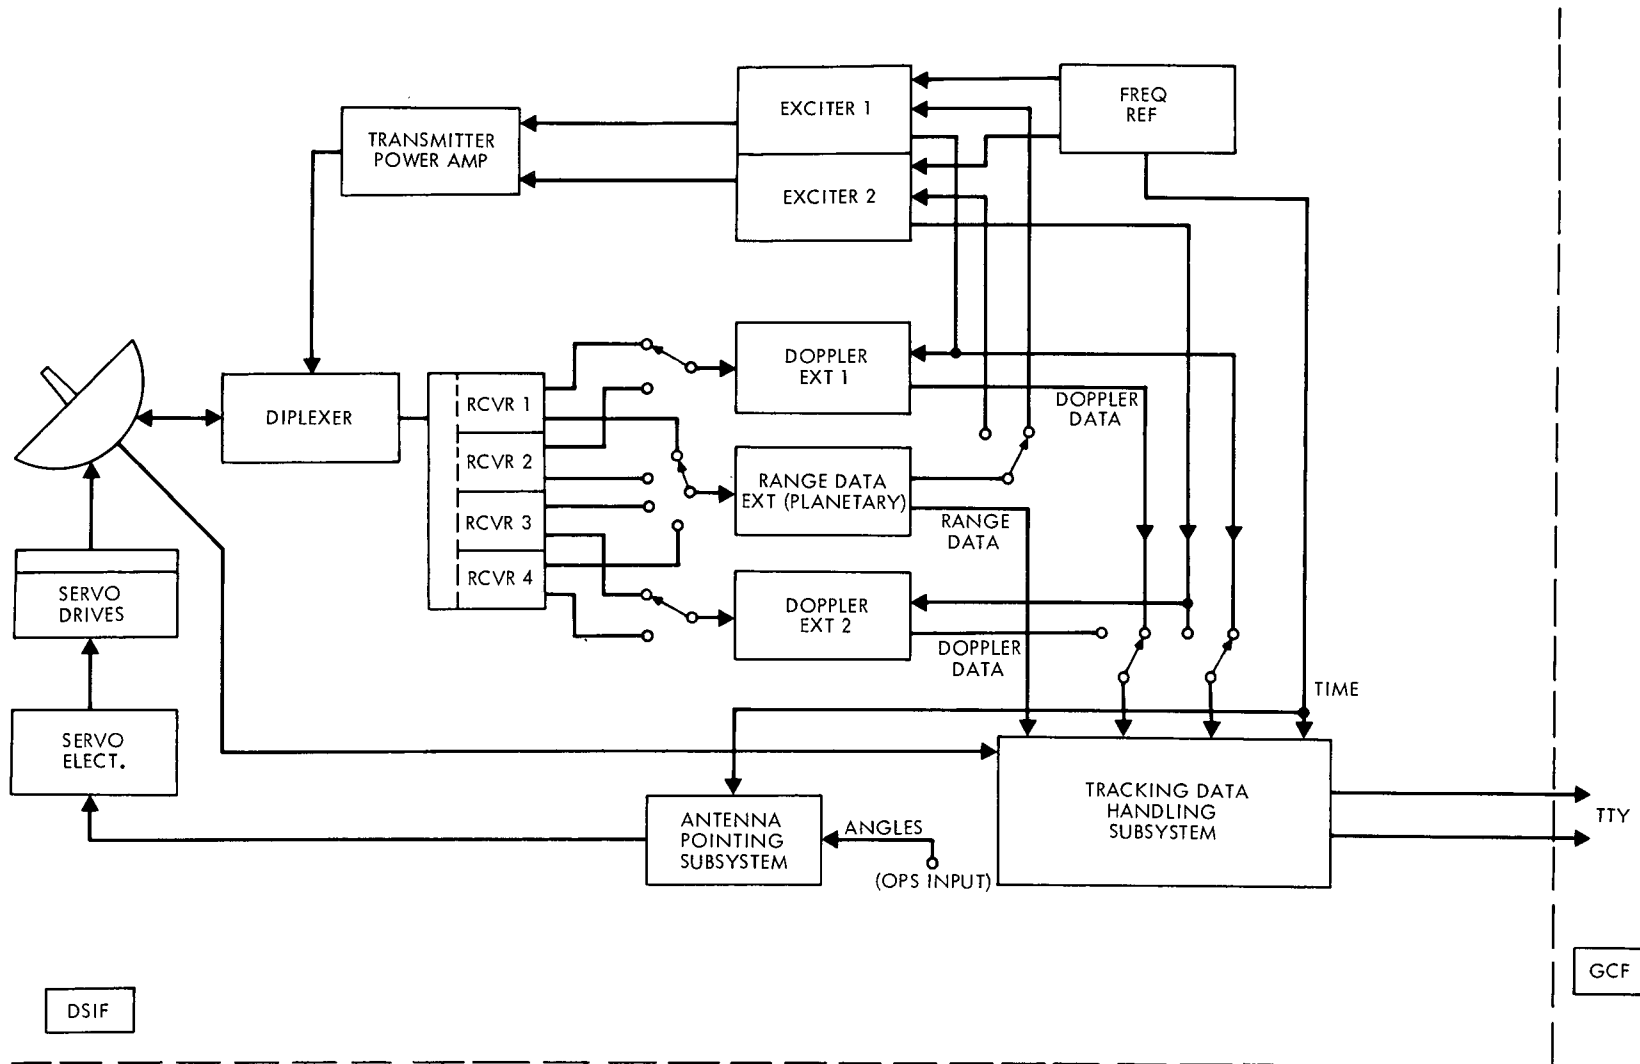 FREQ
REF
EXCITER 1
TRANSMITTER
POWER AMP
EXCITER 2
DOPPLER
EXT 1
DOPPLER
DATA
DIPLEXER
RCVR 1
RCVR 2
RCVR 3
RCVR 4
RANGE DATA
EXT (PLANETARY)
RANGE
DATA
DOPPLER
EXT 2
DOPPLER
DATA
SERVO
DRIVES
TIME
SERVO
ELECT.
TRACKING DATA
HANDLING
SUBSYSTEM
TTY
ANTENNA
POINTING
SUBSYSTEM
ANGLES
(OPS INPUT)
GCF
DSIF